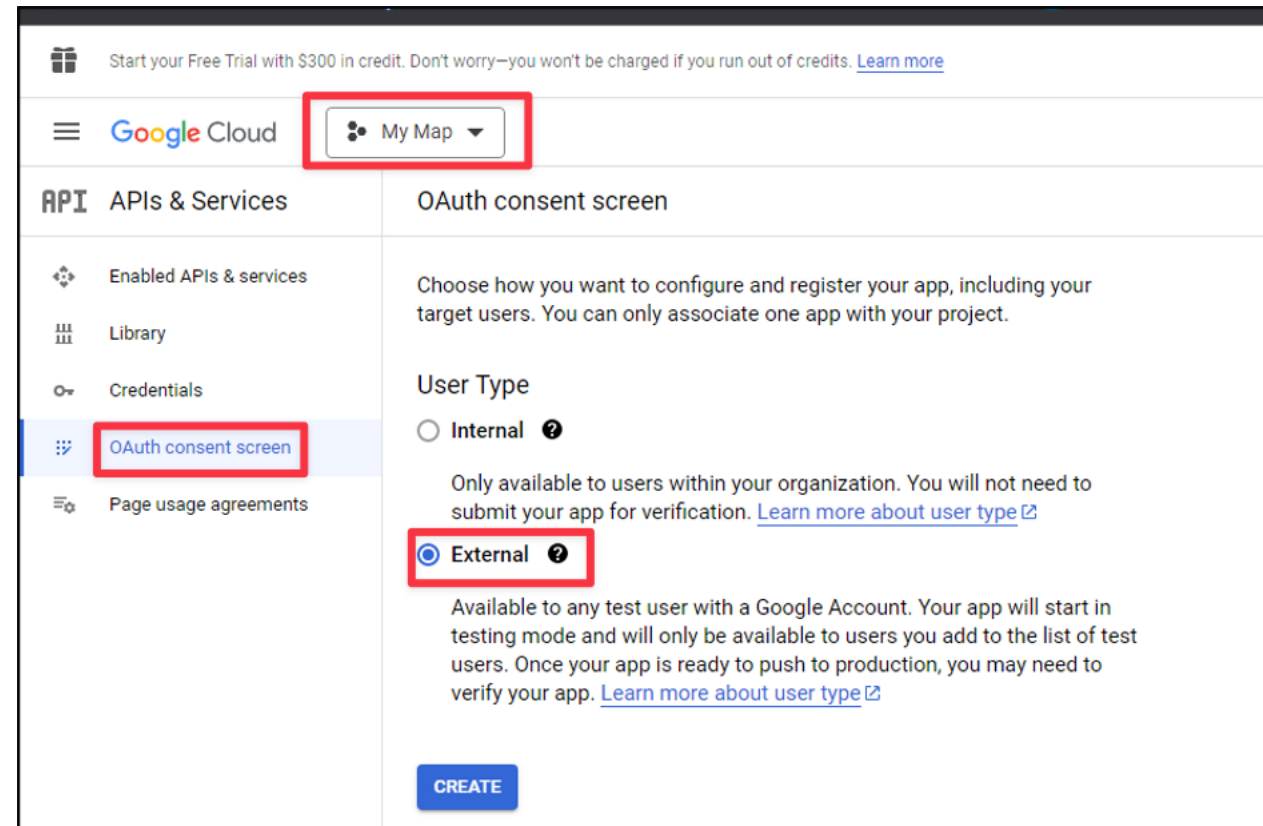 Start your Free Trial with $300 in credit. Don't worry—you won't be charged if you run out of credits. Learn more
Google Cloud
My Map
API APIs & Services
OAuth consent screen
Enabled APIs & services
Library
Credentials
OAuth consent screen
Page usage agreements
Choose how you want to configure and register your app, including your
target users. You can only associate one app with your project.
User Type
Internal
Only available to users within your organization. You will not need to
submit your app for verification. Learn more about user type
External
Available to any test user with a Google Account. Your app will start in
testing mode and will only be available to users you add to the list of test
users. Once your app is ready to push to production, you may need to
verify your app. Learn more about user type
CREATE